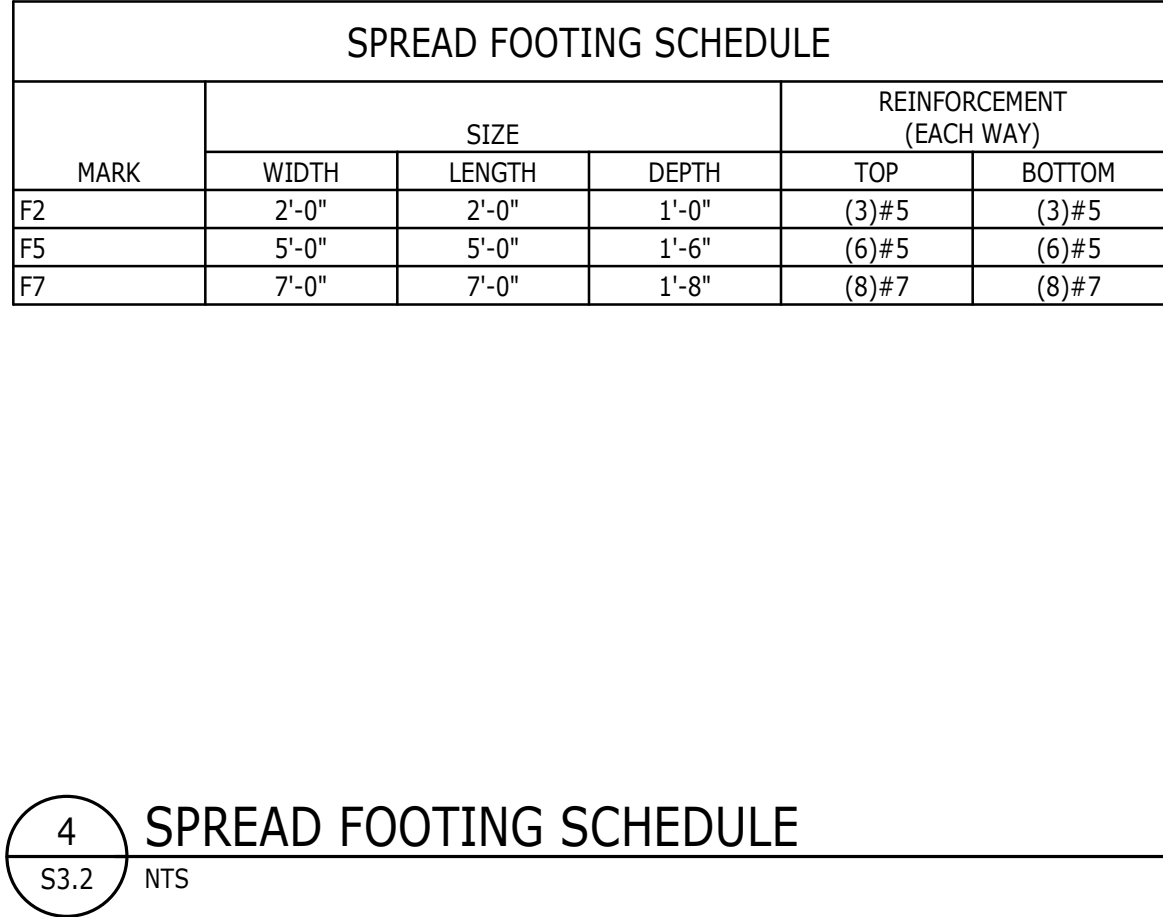 SPREAD FOOTING SCHEDULE
MARK SIZE REINFORCEMENT
(EACH WAY)
WIDTH LENGTH DEPTH TOP BOTTOM
F2 2'-0" 2'-0" 1'-0" (3)#5 (3)#5
F5 5'-0" 5'-0" 1'-6" (6)#5 (6)#5
F7 7'-0" 7'-0" 1'-8" (8)#7 (8)#7
4 SPREAD FOOTING SCHEDULE
S3.2 NTS